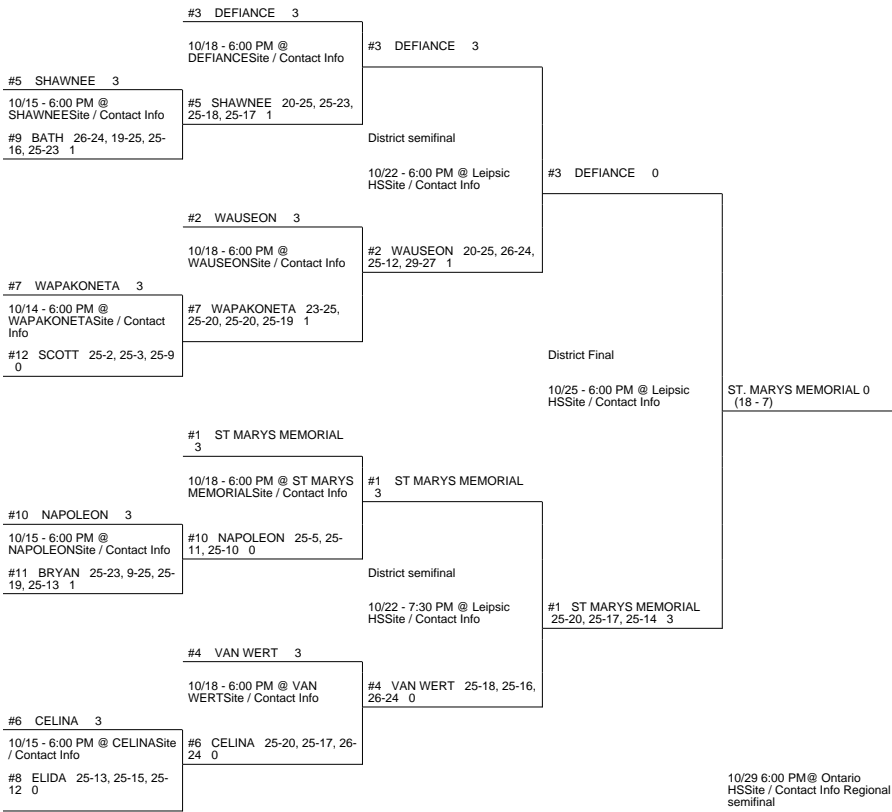 #3 DEFIANCE 3
10/18 - 6:00 PM @
DEFIANCESite / Contact Info
#3 DEFIANCE 3
#5 SHAWNEE 3
10/15 - 6:00 PM @
SHAWNEESite / Contact Info
#5 SHAWNEE 20-25, 25-23,
25-18, 25-17 1
#9 BATH 26-24, 19-25, 25-
16, 25-23 1
District semifinal
10/22 - 6:00 PM @ Leipsic
HSSite / Contact Info
#3 DEFIANCE 0
#2 WAUSEON 3
10/18 - 6:00 PM @
WAUSEONSite / Contact Info
#2 WAUSEON 20-25, 26-24,
25-12, 29-27 1
#7 WAPAKONETA 3
10/14 - 6:00 PM @
WAPAKONETASite / Contact
Info
#7 WAPAKONETA 23-25,
25-20, 25-20, 25-19 1
#12 SCOTT 25-2, 25-3, 25-9
0
District Final
10/25 - 6:00 PM @ Leipsic
HSSite / Contact Info
ST. MARYS MEMORIAL 0
(18 - 7)
#1 ST MARYS MEMORIAL
3
10/18 - 6:00 PM @ ST MARYS
MEMORIALSite / Contact Info
#1 ST MARYS MEMORIAL
3
#10 NAPOLEON 3
10/15 - 6:00 PM @
NAPOLEONSite / Contact Info
#10 NAPOLEON 25-5, 25-
11, 25-10 0
#11 BRYAN 25-23, 9-25, 25-
19, 25-13 1
District semifinal
10/22 - 7:30 PM @ Leipsic
HSSite / Contact Info
#1 ST MARYS MEMORIAL
25-20, 25-17, 25-14 3
#4 VAN WERT 3
10/18 - 6:00 PM @ VAN
WERTSite / Contact Info
#4 VAN WERT 25-18, 25-16,
26-24 0
#6 CELINA 3
10/15 - 6:00 PM @ CELINASite
/ Contact Info
#6 CELINA 25-20, 25-17, 26-
24 0
#8 ELIDA 25-13, 25-15, 25-
12 0
10/29 6:00 PM@ Ontario
HSSite / Contact Info Regional
semifinal